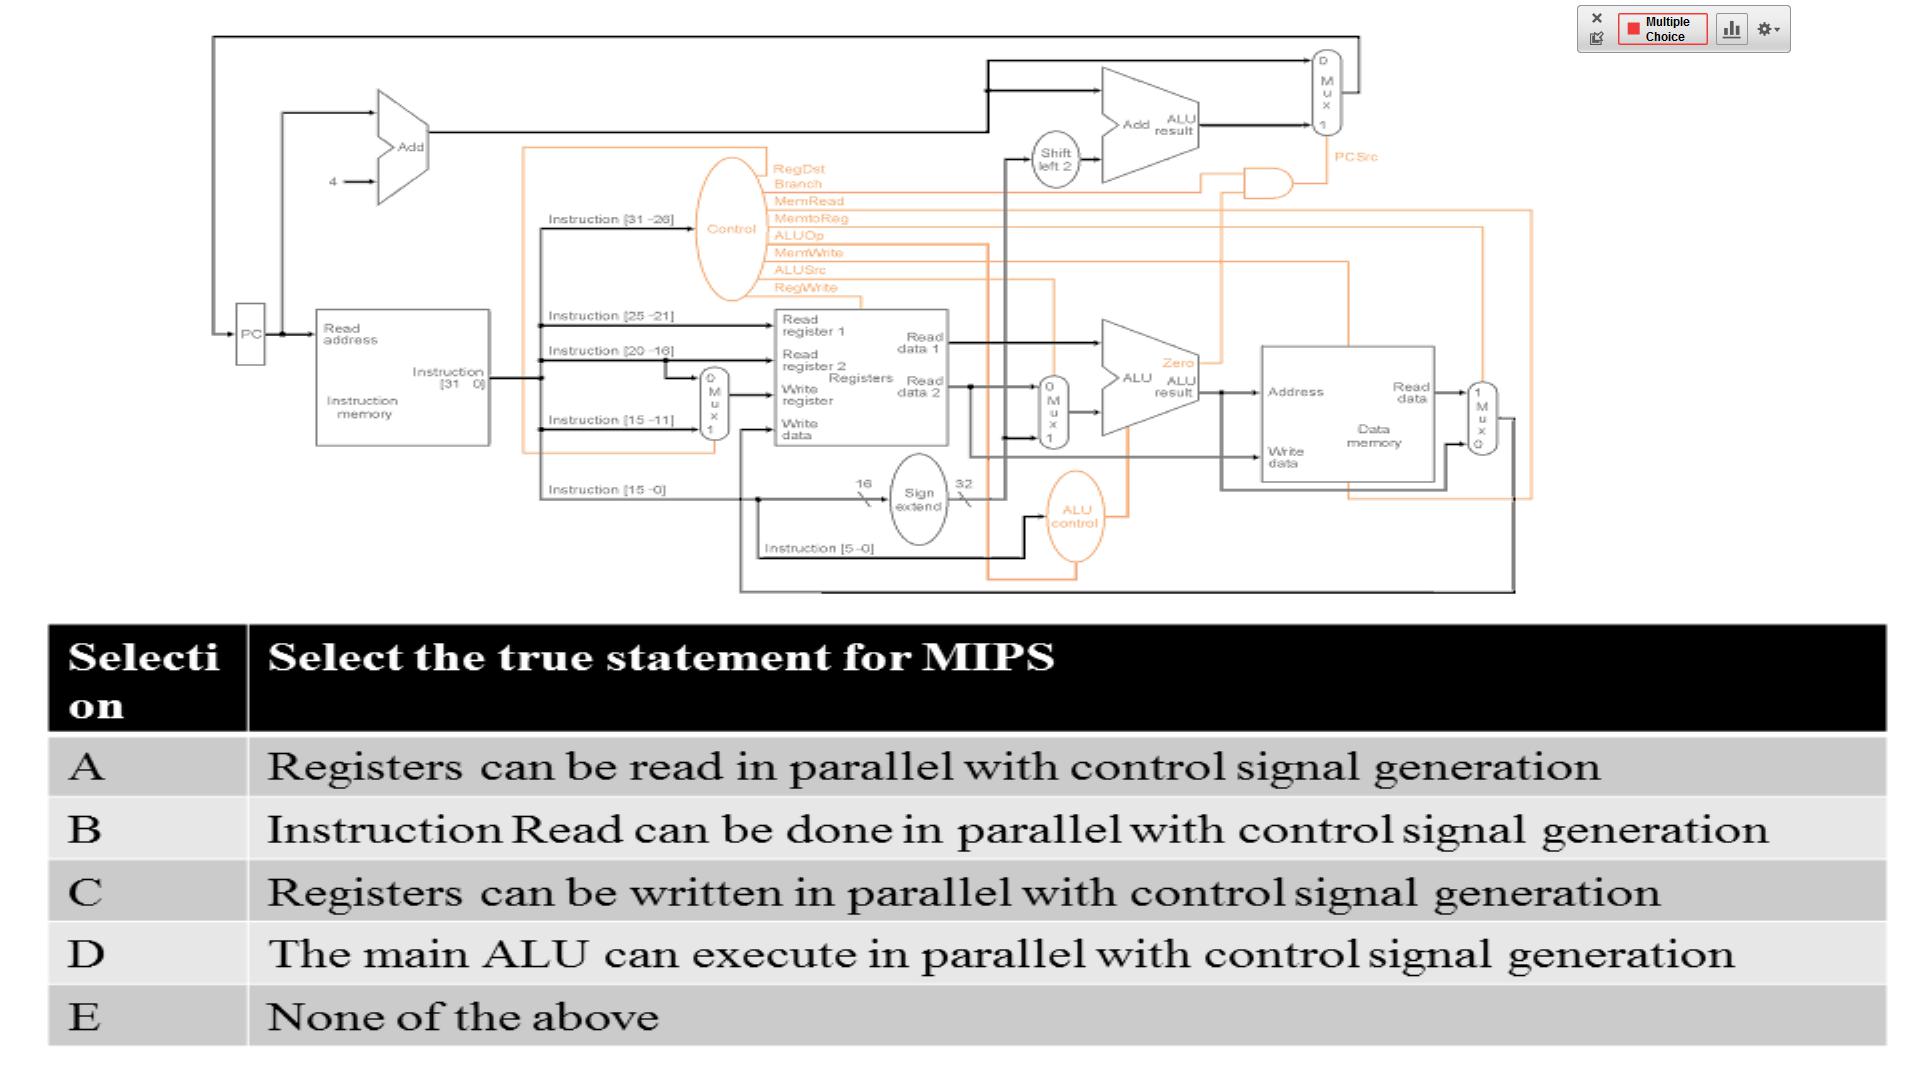 Multiple
Choice
0
M
u
x
1
Add
ALU
result
Add
4
Shift
left 2
PCSrc
RegDst
Branch
MemRead
MemtoReg
ALUOp
MemWrite
ALUSrc
RegWrite
Control
Instruction [31 -26]
Instruction [25 -21]
Instruction [20 -16]
Instruction [15 -11]
Instruction [15 -0]
Instruction [5 -0]
PC
Read
address
Instruction
[31 0]
Instruction
memory
0
M
u
x
1
Read
register 1
Read
register 2
Write
register
Write
data
Registers
Read
data 1
Read
data 2
0
M
u
x
1
Zero
ALU
ALU
result
Address
Write
data
Read
data
Data
memory
1
M
u
x
0
16
Sign
extend
32
ALU
control
Selecti
on
Select the true statement for MIPS
A Registers can be read in parallel with control signal generation
B Instruction Read can be done in parallel with control signal generation
C Registers can be written in parallel with control signal generation
D The main ALU can execute in parallel with control signal generation
E None of the above